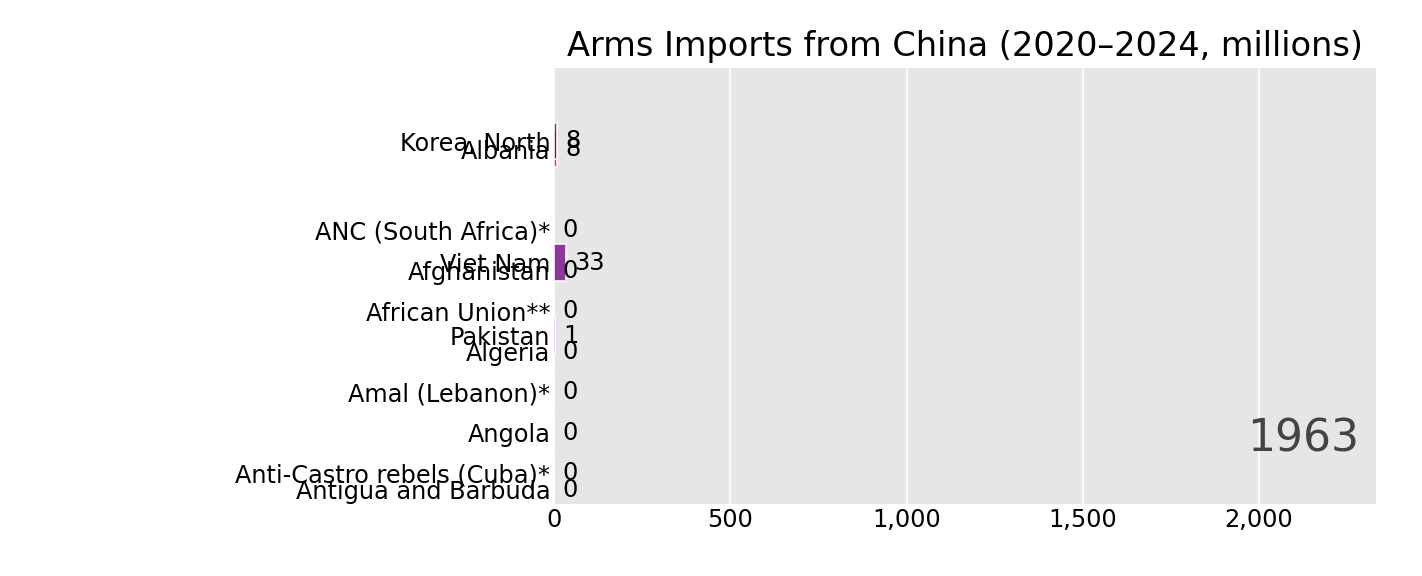 Arms Imports from China (2020–2024, millions)
Korea, North 8
Albania 8
ANC (South Africa)* 0
Viet Nam 33
Afghanistan 0
African Union** 0
Pakistan 1
Algeria 0
Amal (Lebanon)* 0
Angola 0
1963
Anti-Castro rebels (Cuba)* 0
Antigua and Barbuda 0
0 500 1,000 1,500 2,000